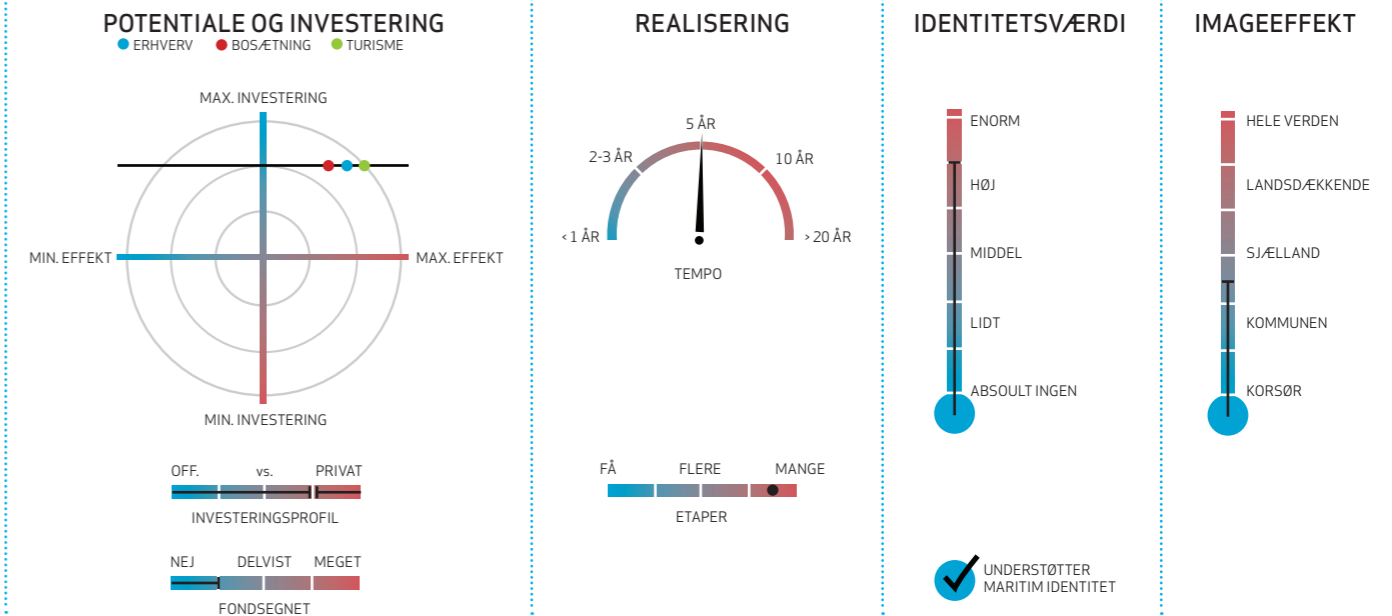 POTENTIALE OG INVESTERING
ERHVERV BOSÆTNING TURISME
MAX. INVESTERING
MIN. EFFEKT MAX. EFFEKT
MIN. INVESTERING
OFF. vs. PRIVAT
INVESTERINGSPROFIL
NEJ DELVIST MEGET
FONDSEGNET
REALISERING
5 ÅR
2-3 ÅR 10 ÅR
< 1 ÅR > 20 ÅR
TEMPO
FÅ FLERE MANGE
ETAPER
IDENTITETSVÆRDI
ENORM
HØJ
MIDDEL
LIDT
ABSOULT INGEN
UNDERSTØTTER
MARITIM IDENTITET
IMAGEEFFEKT
HELE VERDEN
LANDSDÆKKENDE
SJÆLLAND
KOMMUNEN
KORSØR